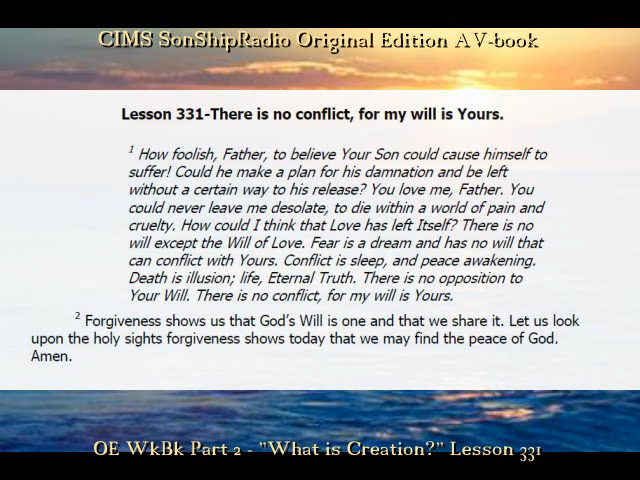 CIMS SonShipRadio Original Edition AV-book
Lesson 331-There is no conflict, for my will is Yours.
1 How foolish, Father, to believe Your Son could cause himself to
suffer! Could he make a plan for his damnation and be left
without a certain way to his release? You love me, Father. You
could never leave me desolate, to die within a world of pain and
cruelty. How could I think that Love has left Itself? There is no
will except the Will of Love. Fear is a dream and has no will that
can conflict with Yours. Conflict is sleep, and peace awakening.
Death is illusion; life, Eternal Truth. There is no opposition to
Your Will. There is no conflict, for my will is Yours.
2 Forgiveness shows us that God's Will is one and that we share it. Let us look
upon the holy sights forgiveness shows today that we may find the peace of God.
Amen.
OE WkBk Part 2 - "What is Creation?" Lesson 331